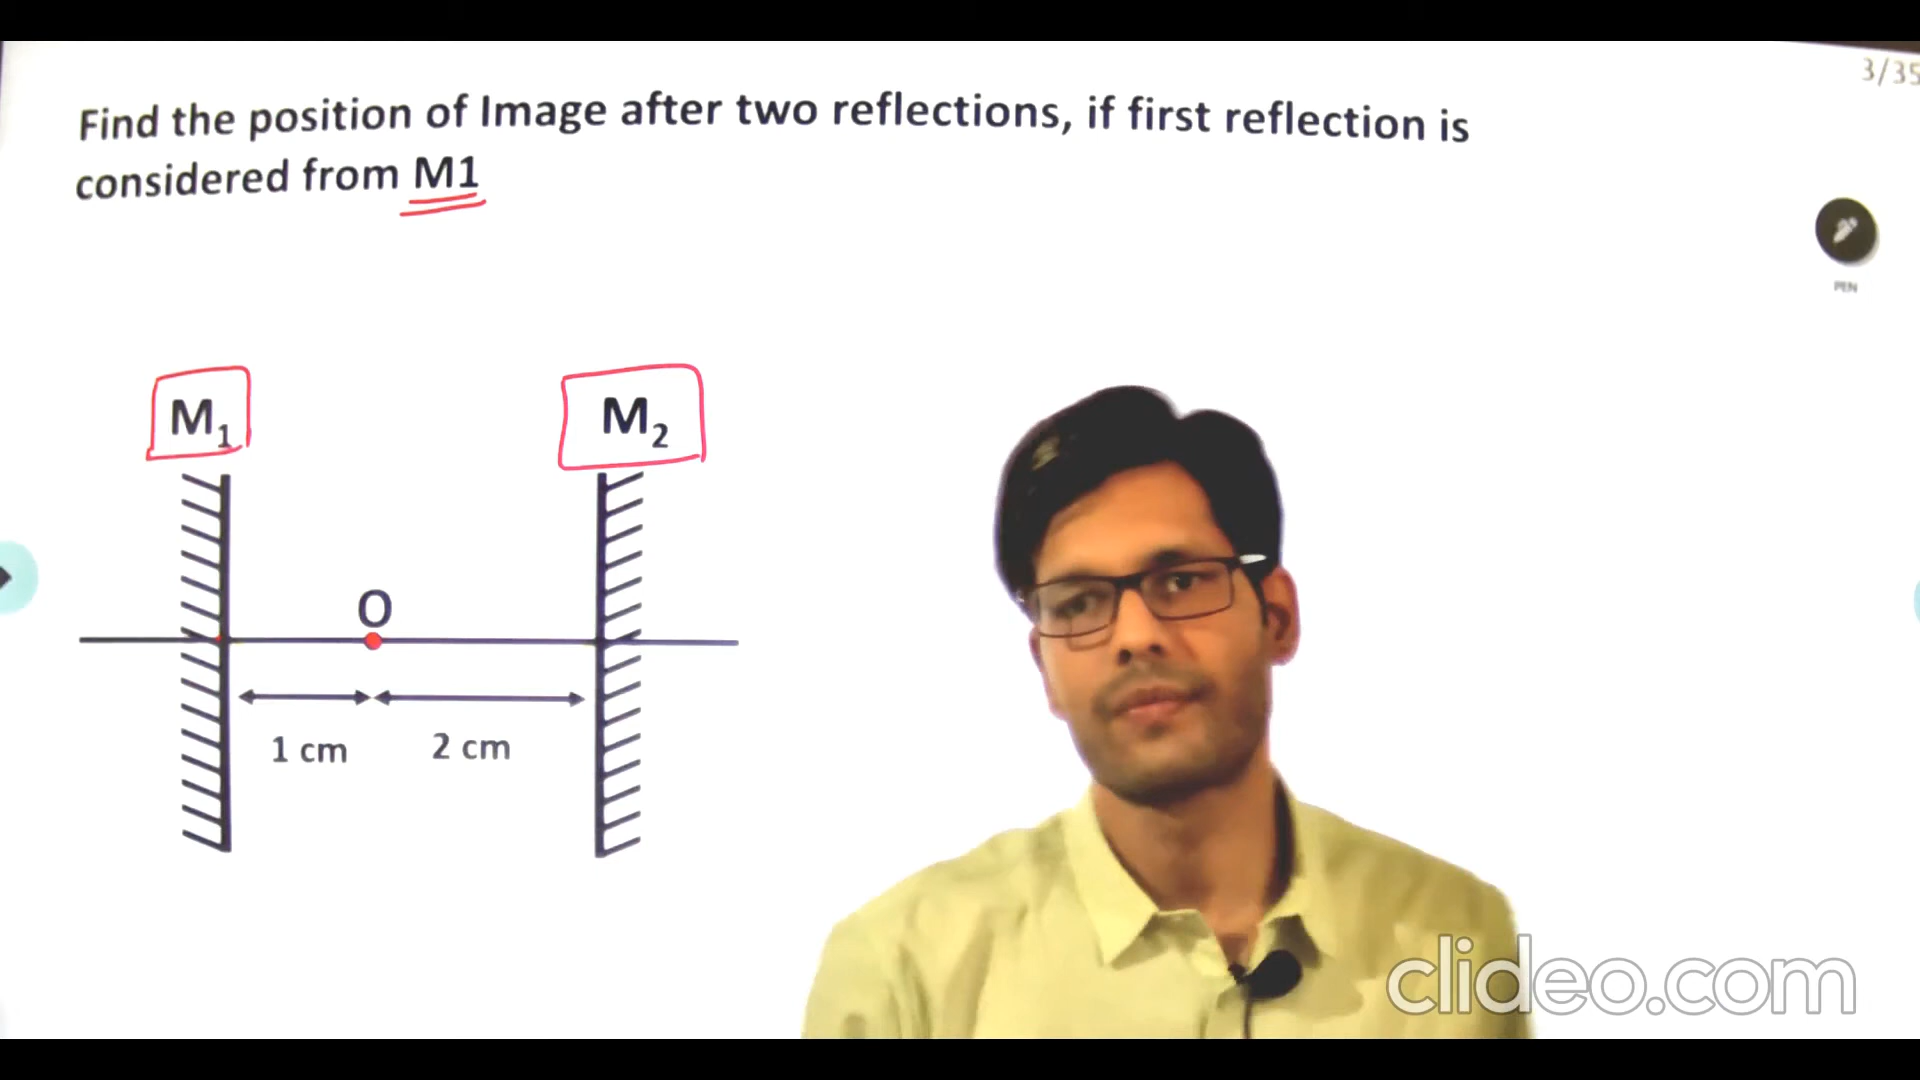 3/35
Find the position of Image after two reflections, if first reflection is
considered from M1
PEN
M1
M2
O
1 cm
2 cm
clideo.com